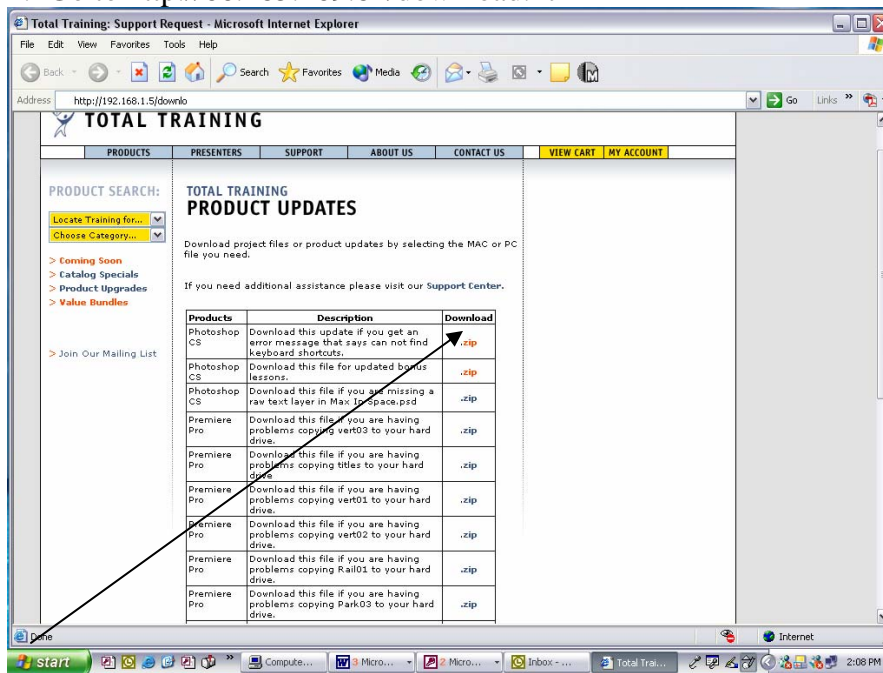 Total Training: Support Request - Microsoft Internet Explorer
File Edit View Favorites Tools Help
Back Search Favorites Media
Address http://192.168.1.5/downlo Go Links »
TOTAL TRAINING
PRODUCTS PRESENTERS SUPPORT ABOUT US CONTACT US VIEW CART MY ACCOUNT
PRODUCT SEARCH:
Locate Training for...
Choose Category...
> Coming Soon
> Catalog Specials
> Product Upgrades
> Value Bundles
> Join Our Mailing List
TOTAL TRAINING
PRODUCT UPDATES
Download project files or product updates by selecting the MAC or PC
file you need.
If you need additional assistance please visit our Support Center.
Products Description Download
Photoshop CS Download this update if you get an
error message that says can not find
keyboard shortcuts. .zip
Photoshop CS Download this file for updated bonus
lessons. .zip
Photoshop CS Download this file if you are missing a
raw text layer in Max In Space.psd .zip
Premiere Pro Download this file if you are having
problems copying vert03 to your hard
drive. .zip
Premiere Pro Download this file if you are having
problems copying titles to your hard
drive .zip
Premiere Pro Download this file if you are having
problems copying vert01 to your hard
drive. .zip
Premiere Pro Download this file if you are having
problems copying vert02 to your hard
drive. .zip
Premiere Pro Download this file if you are having
problems copying Rail01 to your hard
drive. .zip
Premiere Pro Download this file if you are having
problems copying Park03 to your hard
drive. .zip
Done Internet
start » Compute... 3 Micro... 2 Micro... Inbox - ... Total Trai... 2:08 PM